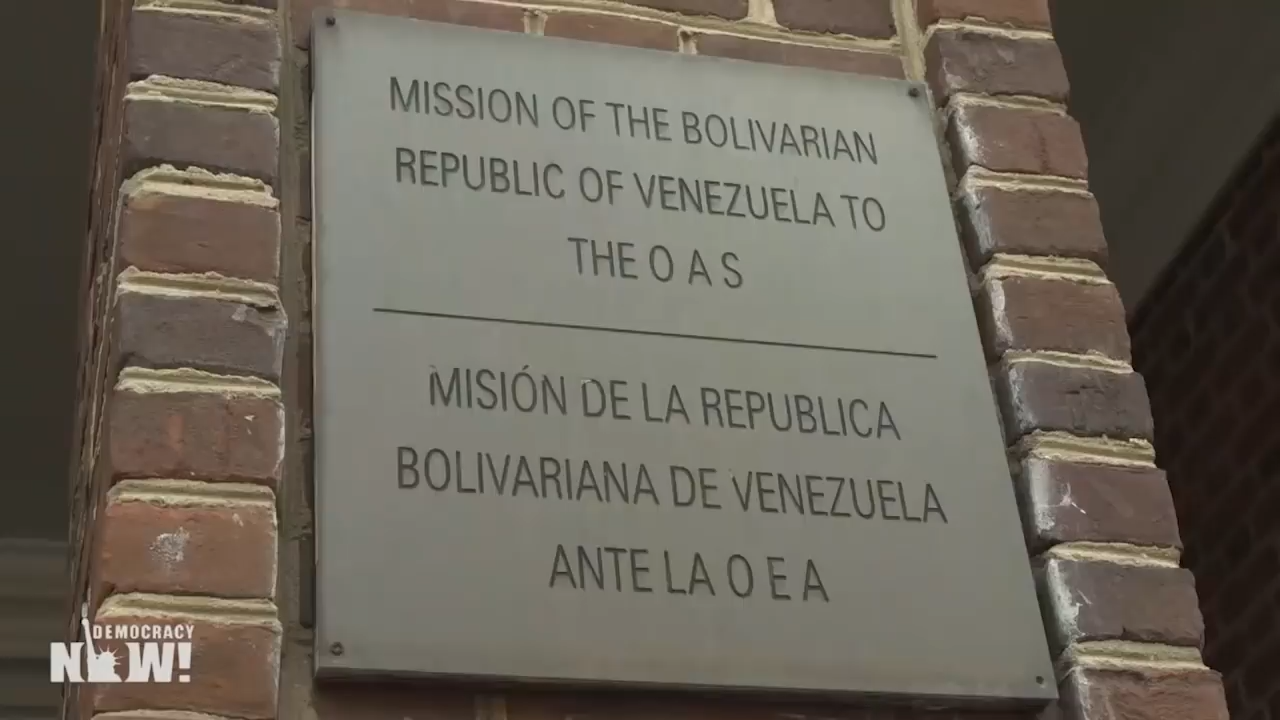 MISSION OF THE BOLIVARIAN
REPUBLIC OF VENEZUELA TO
THE O A S
MISIÓN DE LA REPUBLICA
BOLIVARIANA DE VENEZUELA
ANTE LA O E A
DEMOCRACY
NOW!